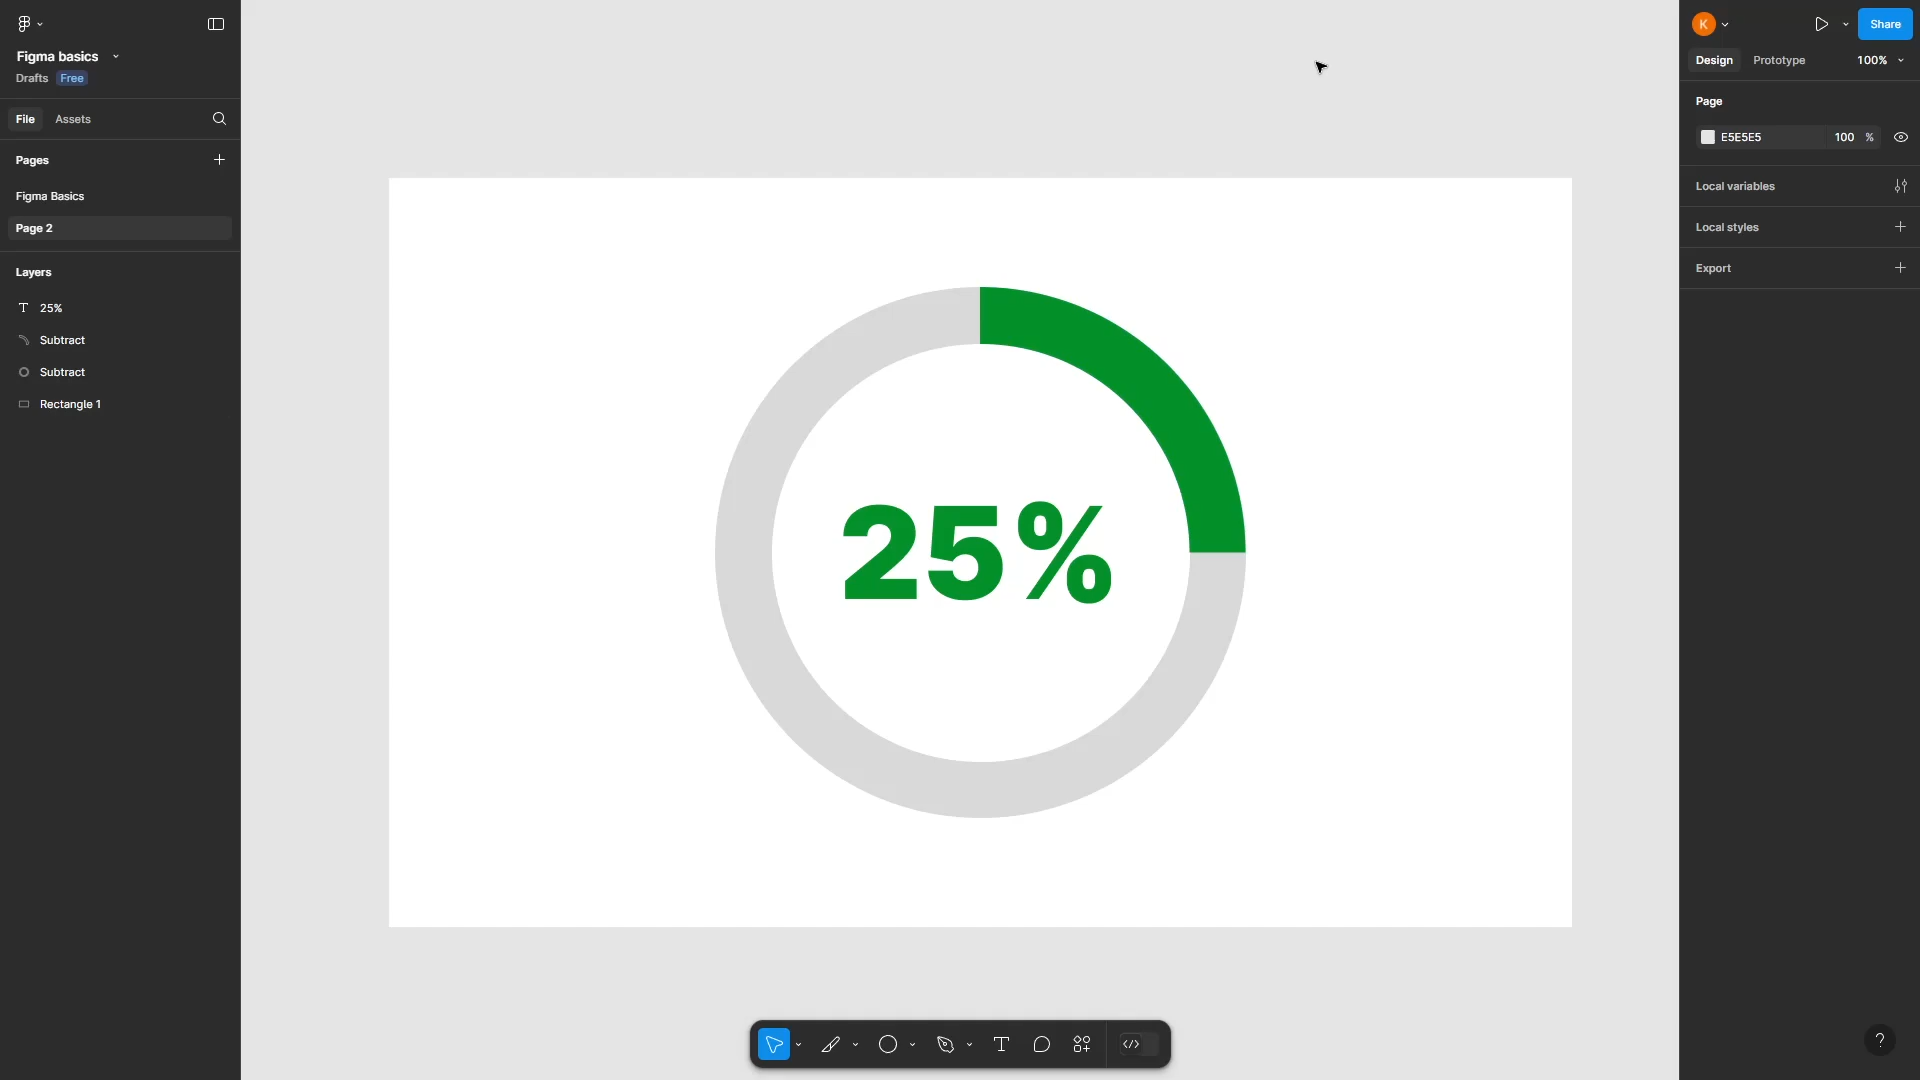 Figma basics
Drafts Free
File Assets
Pages
Figma Basics
Page 2
Layers
25%
Subtract
Subtract
Rectangle 1
25%
K
Share
Design Prototype 100%
Page
E5E5E5 100 %
Local variables
Local styles
Export
?